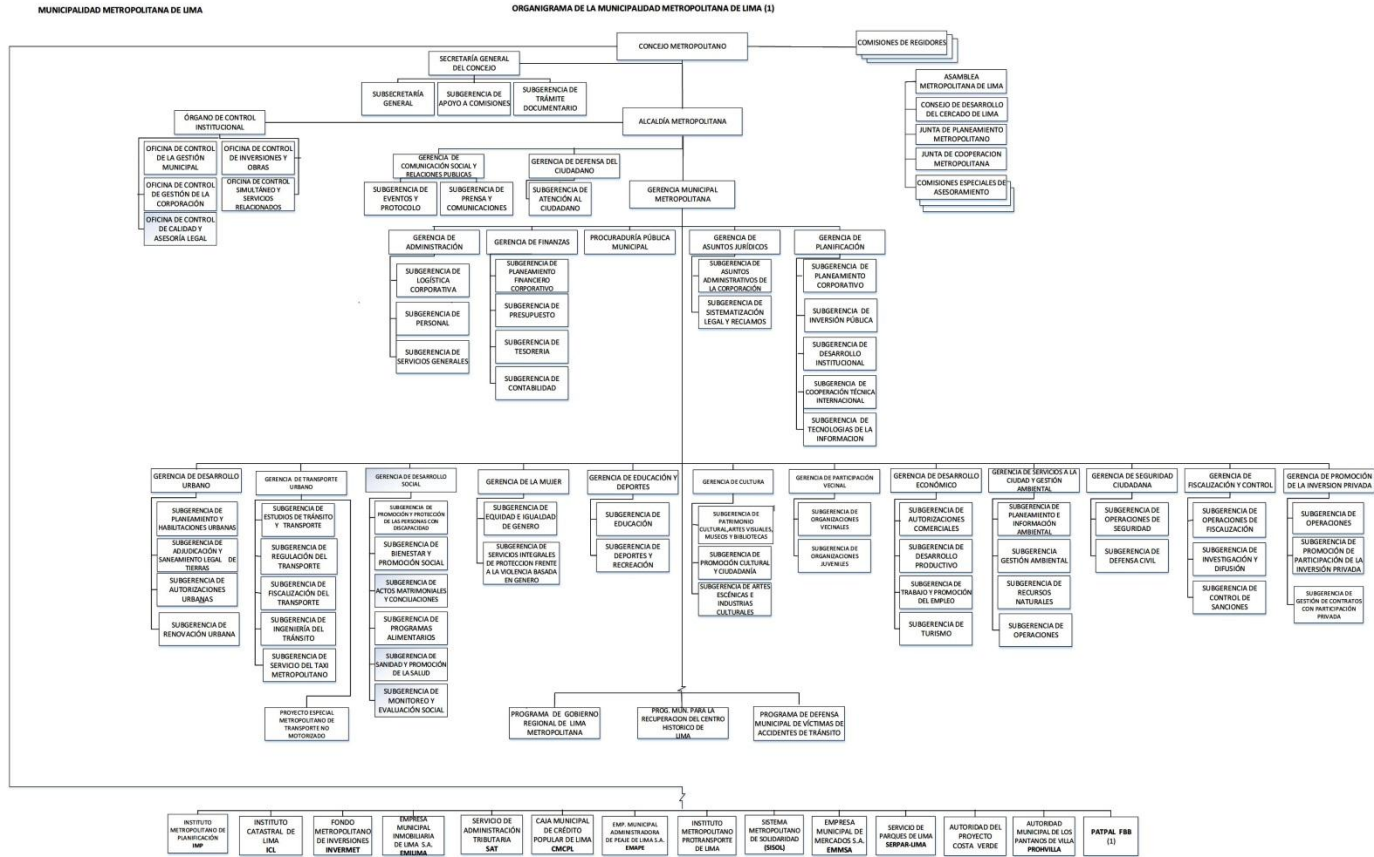 MUNICIPALIDAD METROPOLITANA DE LIMA
ORGANIGRAMA DE LA MUNICIPALIDAD METROPOLITANA DE LIMA (1)
CONCEJO METROPOLITANO
COMISIONES DE REGIDORES
SECRETARÍA GENERAL
DEL CONCEJO
SUBSECRETARÍA
GENERAL
SUBGERENCIA DE
APOYO A COMISIONES
SUBGERENCIA DE
TRÁMITE
DOCUMENTARIO
ASAMBLEA
METROPOLITANA DE LIMA
CONSEJO DE DESARROLLO
DEL CERCADO DE LIMA
JUNTA DE PLANEAMIENTO
METROPOLITANO
JUNTA DE COOPERACION
METROPOLITANA
COMISIONES ESPECIALES DE
ASESORAMIENTO
ÓRGANO DE CONTROL
INSTITUCIONAL
ALCALDÍA METROPOLITANA
OFICINA DE CONTROL
DE LA GESTIÓN
MUNICIPAL
OFICINA DE CONTROL
DE INVERSIONES Y
OBRAS
OFICINA DE CONTROL
DE GESTIÓN DE LA
CORPORACIÓN
OFICINA DE CONTROL
SIMULTÁNEO Y
SERVICIOS
RELACIONADOS
OFICINA DE CONTROL
DE CALIDAD Y
ASESORÍA LEGAL
GERENCIA DE
COMUNICACIÓN SOCIAL Y
RELACIONES PUBLICAS
SUBGERENCIA DE
EVENTOS Y
PROTOCOLO
SUBGERENCIA DE
PRENSA Y
COMUNICACIONES
GERENCIA DE DEFENSA DEL
CIUDADANO
SUBGERENCIA DE
ATENCIÓN AL
CIUDADANO
GERENCIA MUNICIPAL
METROPOLITANA
GERENCIA DE
ADMINISTRACIÓN
SUBGERENCIA DE
LOGÍSTICA
CORPORATIVA
SUBGERENCIA DE
PERSONAL
SUBGERENCIA DE
SERVICIOS GENERALES
GERENCIA DE FINANZAS
SUBGERENCIA DE
PLANEAMIENTO
FINANCIERO
CORPORATIVO
SUBGERENCIA DE
PRESUPUESTO
SUBGERENCIA DE
TESORERIA
SUBGERENCIA DE
CONTABILIDAD
PROCURADURÍA PÚBLICA
MUNICIPAL
GERENCIA DE
ASUNTOS JURÍDICOS
SUBGERENCIA DE
ASUNTOS
ADMINISTRATIVOS DE
LA CORPORACIÓN
SUBGERENCIA DE
SISTEMATIZACIÓN
LEGAL Y RECLAMOS
GERENCIA DE
PLANIFICACIÓN
SUBGERENCIA DE
PLANEAMIENTO
CORPORATIVO
SUBGERENCIA DE
INVERSIÓN PÚBLICA
SUBGERENCIA DE
DESARROLLO
INSTITUCIONAL
SUBGERENCIA DE
COOPERACIÓN TÉCNICA
INTERNACIONAL
SUBGERENCIA DE
TECNOLOGIAS DE LA
INFORMACION
GERENCIA DE DESARROLLO
URBANO
SUBGERENCIA DE
PLANEAMIENTO Y
HABILITACIONES URBANAS
SUBGERENCIA DE
ADJUDICACIÓN Y
SANEAMIENTO LEGAL DE
TIERRAS
SUBGERENCIA DE
AUTORIZACIONES
URBANAS
SUBGERENCIA DE
RENOVACIÓN URBANA
GERENCIA DE TRANSPORTE
URBANO
SUBGERENCIA DE
ESTUDIOS DE TRÁNSITO
Y TRANSPORTE
SUBGERENCIA DE
REGULACIÓN DEL
TRANSPORTE
SUBGERENCIA DE
FISCALIZACIÓN DEL
TRANSPORTE
SUBGERENCIA DE
INGENIERÍA DEL
TRÁNSITO
SUBGERENCIA DE
SERVICIO DEL TAXI
METROPOLITANO
PROYECTO ESPECIAL
METROPOLITANO DE
TRANSPORTE NO
MOTORIZADO
GERENCIA DE DESARROLLO
SOCIAL
SUBGERENCIA DE
PROMOCIÓN Y PROTECCIÓN
DE LAS PERSONAS CON
DISCAPACIDAD
SUBGERENCIA DE
BIENESTAR Y
PROMOCIÓN SOCIAL
SUBGERENCIA DE
ACTOS MATRIMONIALES
Y CONCILIACIONES
SUBGERENCIA DE
PROGRAMAS
ALIMENTARIOS
SUBGERENCIA DE
SANIDAD Y PROMOCIÓN
DE LA SALUD
SUBGERENCIA DE
MONITOREO Y
EVALUACIÓN SOCIAL
GERENCIA DE LA MUJER
SUBGERENCIA DE
EQUIDAD E IGUALDAD
DE GENERO
SUBGERENCIA DE
SERVICIOS INTEGRALES
DE PROTECCION FRENTE
A LA VIOLENCIA BASADA
EN GENERO
GERENCIA DE EDUCACIÓN Y
DEPORTES
SUBGERENCIA DE
EDUCACIÓN
SUBGERENCIA DE
DEPORTES Y
RECREACIÓN
GERENCIA DE CULTURA
SUBGERENCIA DE
PATRIMONIO
CULTURAL,ARTES VISUALES,
MUSEOS Y BIBLIOTECAS
SUBGERENCIA DE
PROMOCIÓN CULTURAL
Y CIUDADANÍA
SUBGERENCIA DE ARTES
ESCÉNICAS E
INDUSTRIAS
CULTURALES
GERENCIA DE PARTICIPACIÓN
VECINAL
SUBGERENCIA DE
ORGANIZACIONES
VECINALES
SUBGERENCIA DE
ORGANIZACIONES
JUVENILES
GERENCIA DE DESARROLLO
ECONÓMICO
SUBGERENCIA DE
AUTORIZACIONES
COMERCIALES
SUBGERENCIA DE
DESARROLLO
PRODUCTIVO
SUBGERENCIA DE
TRABAJO Y PROMOCIÓN
DEL EMPLEO
SUBGERENCIA DE
TURISMO
GERENCIA DE SERVICIOS A LA
CIUDAD Y GESTIÓN
AMBIENTAL
SUBGERENCIA DE
PLANEAMIENTO E
INFORMACIÓN
AMBIENTAL
SUBGERENCIA
GESTIÓN AMBIENTAL
SUBGERENCIA DE
RECURSOS
NATURALES
SUBGERENCIA DE
OPERACIONES
GERENCIA DE SEGURIDAD
CIUDADANA
SUBGERENCIA DE
OPERACIONES DE
SEGURIDAD
SUBGERENCIA DE
DEFENSA CIVIL
GERENCIA DE
FISCALIZACIÓN Y CONTROL
SUBGERENCIA DE
OPERACIONES DE
FISCALIZACIÓN
SUBGERENCIA DE
INVESTIGACIÓN Y
DIFUSIÓN
SUBGERENCIA DE
CONTROL DE
SANCIONES
GERENCIA DE PROMOCIÓN
DE LA INVERSION PRIVADA
SUBGERENCIA DE
OPERACIONES
SUBGERENCIA DE
PROMOCIÓN DE
PARTICIPACIÓN DE LA
INVERSIÓN PRIVADA
SUBGERENCIA DE
GESTIÓN DE CONTRATOS
CON PARTICIPACIÓN
PRIVADA
PROGRAMA DE GOBIERNO
REGIONAL DE LIMA
METROPOLITANA
PROG. MUN. PARA LA
RECUPERACION DEL CENTRO
HISTORICO DE
LIMA
PROGRAMA DE DEFENSA
MUNICIPAL DE VÍCTIMAS DE
ACCIDENTES DE TRÁNSITO
INSTITUTO
METROPOLITANO DE
PLANIFICACIÓN
IMP
INSTITUTO
CATASTRAL DE
LIMA
ICL
FONDO
METROPOLITANO
DE INVERSIONES
INVERMET
EMPRESA
MUNICIPAL
INMOBILIARIA
DE LIMA S.A.
EMILIMA
SERVICIO DE
ADMINISTRACIÓN
TRIBUTARIA
SAT
CAJA MUNICIPAL
DE CRÉDITO
POPULAR DE LIMA
CMCPL
EMP. MUNICIPAL
ADMINISTRADORA
DE PEAJE DE LIMA S.A.
EMAPE
INSTITUTO
METROPOLITANO
PROTRANSPORTE
DE LIMA
SISTEMA
METROPOLITANO
DE SOLIDARIDAD
(SISOL)
EMPRESA
MUNICIPAL DE
MERCADOS S.A.
EMMSA
SERVICIO DE
PARQUES DE LIMA
SERPAR-LIMA
AUTORIDAD DEL
PROYECTO
COSTA VERDE
AUTORIDAD
MUNICIPAL DE LOS
PANTANOS DE VILLA
PROHVILLA
PATPAL FBB
(1)